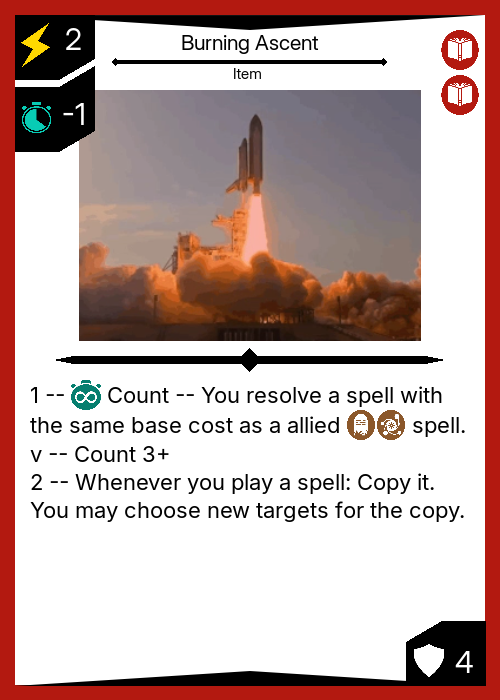 2
Burning Ascent
Item
-1
1 -- Count -- You resolve a spell with
the same base cost as a allied spell.
v -- Count 3+
2 -- Whenever you play a spell: Copy it.
You may choose new targets for the copy.
4